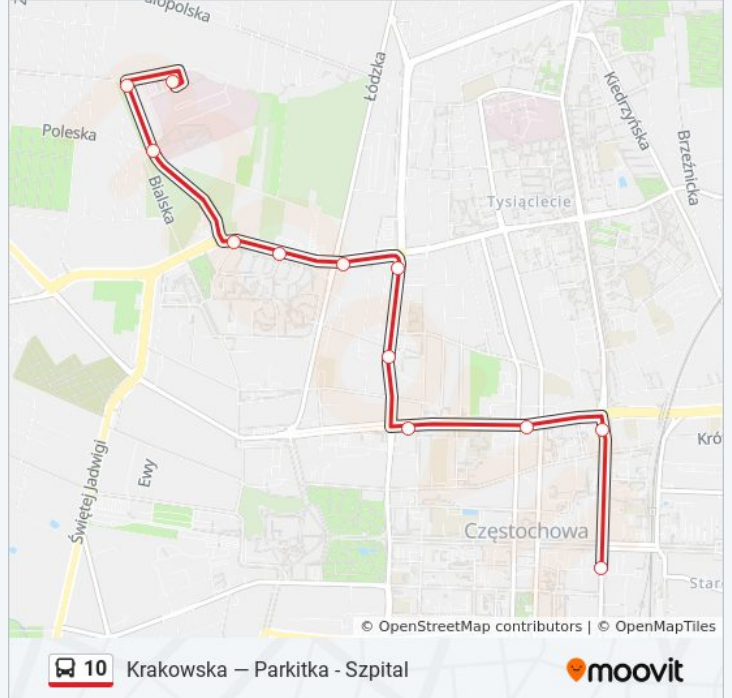 opolska
Łódzka
Kiedrzyńska
Poleska
Brzeźnicka
Bialska
Tysiąclecie
Świętej Jadwigi
Ewy
Kró
Częstochowa
Star
© OpenStreetMap contributors | © OpenMapTiles
10 Krakowska — Parkitka - Szpital
moovit